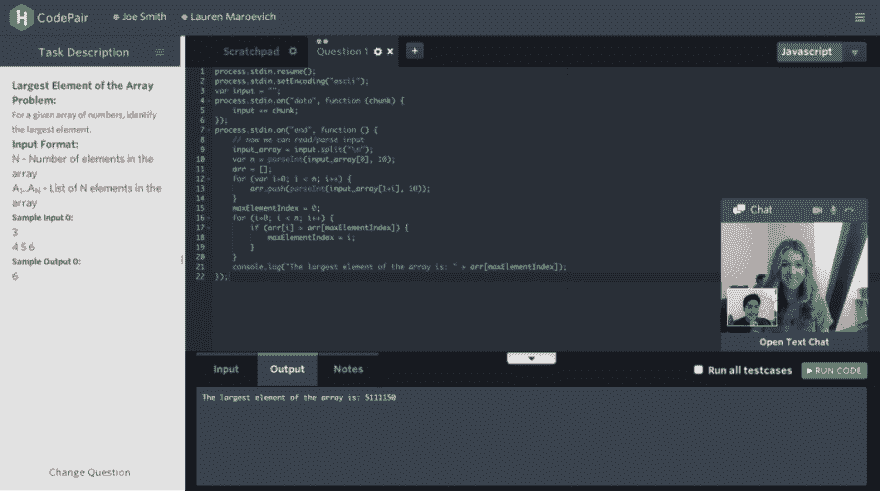 H CodePair
Joe Smith
Lauren Maroevich
Task Description
Scratchpad
Question 1
+
Javascript
Largest Element of the Array
Problem:
For a given array of numbers, identify
the largest element.
Input Format:
N - Number of elements in the
array
A₁..Aₙ - List of N elements in the
array
Sample Input 0:
3
4 5 6
Sample Output 0:
6
Change Question
1 process.stdin.resume();
2 process.stdin.setEncoding("ascii");
3 var input = "";
4 process.stdin.on("data", function (chunk) {
5 input += chunk;
6 });
7 process.stdin.on("end", function () {
8 // now we can read/parse input
9 input_array = input.split("\n");
10 var n = parseInt(input_array[0], 10);
11 arr = [];
12 for (var i=0; i < n; i++) {
13 arr.push(parseInt(input_array[1+i], 10));
14 }
15 maxElementIndex = 0;
16 for (i=0; i < n; i++) {
17 if (arr[i] > arr[maxElementIndex]) {
18 maxElementIndex = i;
19 }
20 }
21 console.log("The largest element of the array is: " + arr[maxElementIndex]);
22 });
Chat
Open Text Chat
Input
Output
Notes
Run all testcases
RUN CODE
The largest element of the array is: 5111150